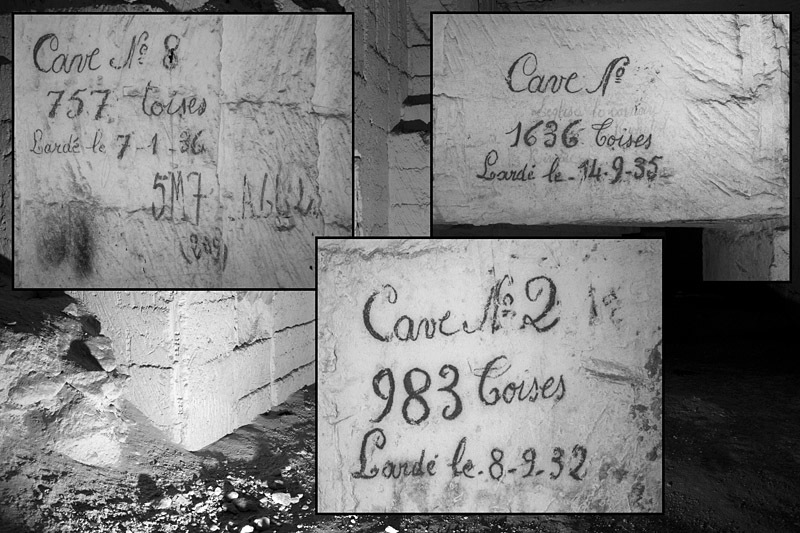 Cave Nº 8
757 Toises
Lardé le 7-1-36
5M7
(809)
Cave Nº
1636 Toises
Lardé le-14-9-35
Cave Nº 2
983 Toises
Lardé le-8-9-32